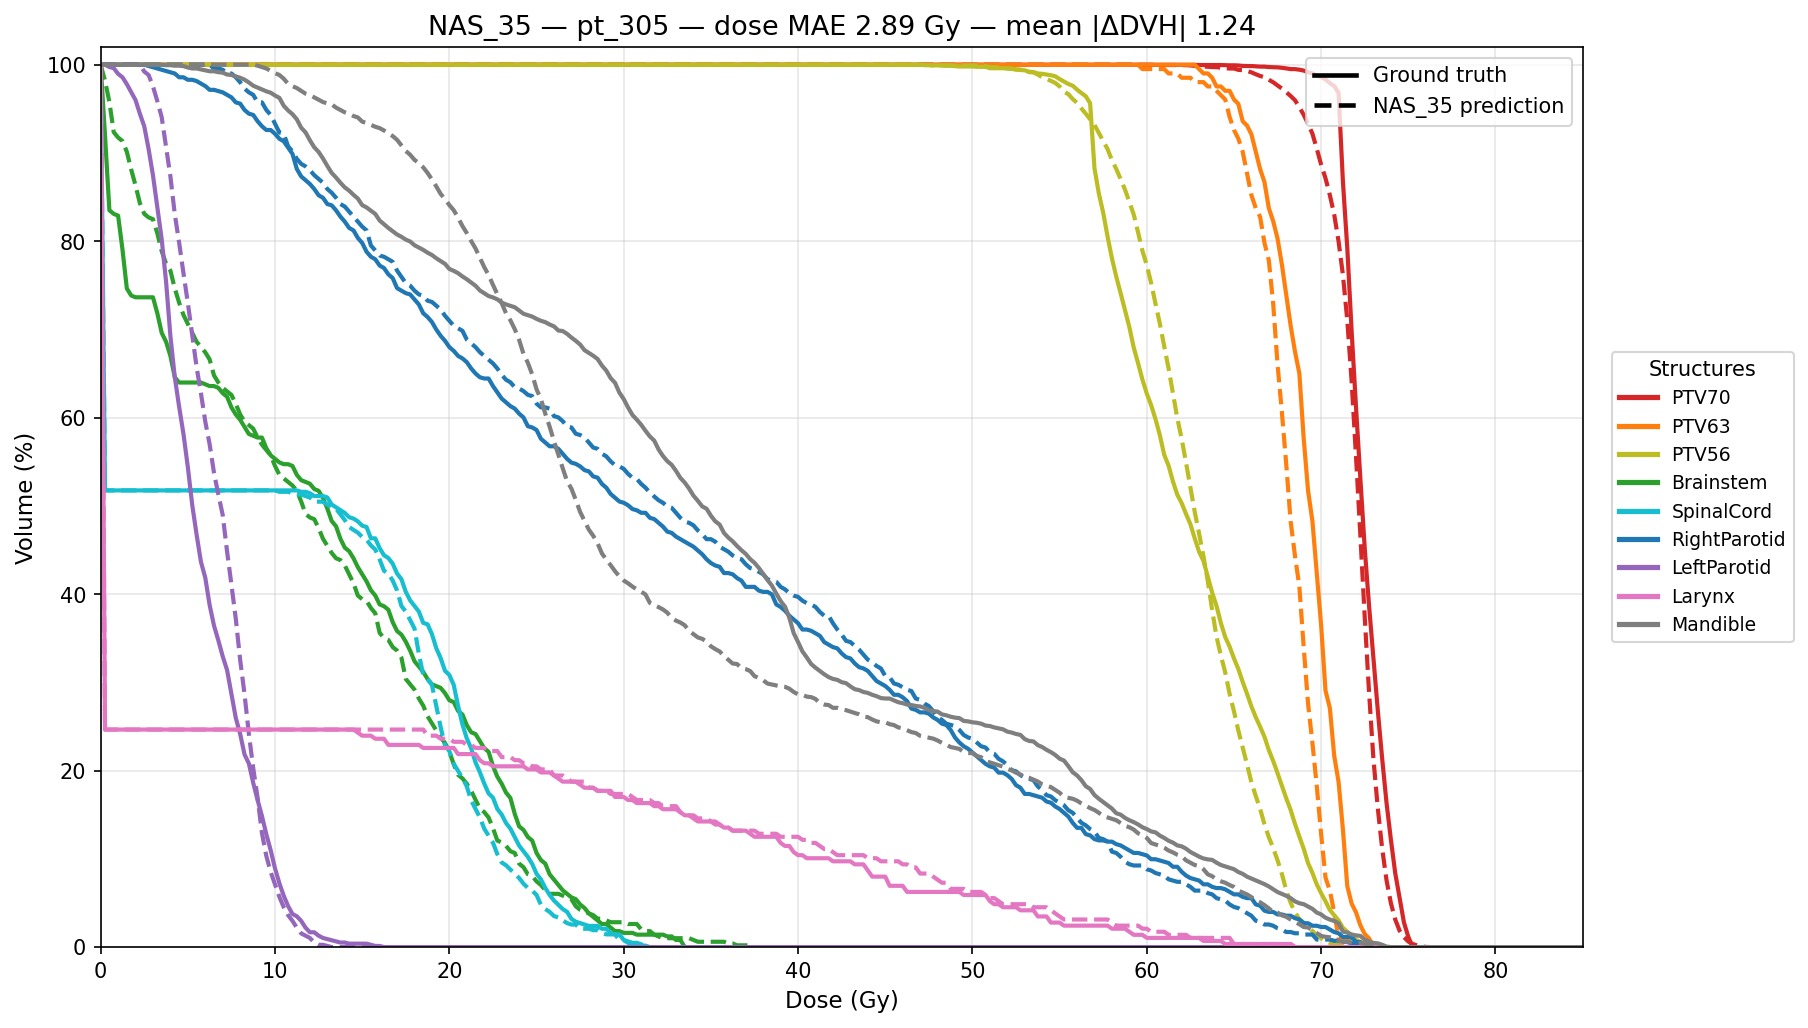 NAS_35 — pt_305 — dose MAE 2.89 Gy — mean |ΔDVH| 1.24
Ground truth
NAS_35 prediction
Structures
PTV70
PTV63
PTV56
Brainstem
SpinalCord
RightParotid
LeftParotid
Larynx
Mandible
Volume (%)
100
80
60
40
20
0
0 10 20 30 40 50 60 70 80
Dose (Gy)